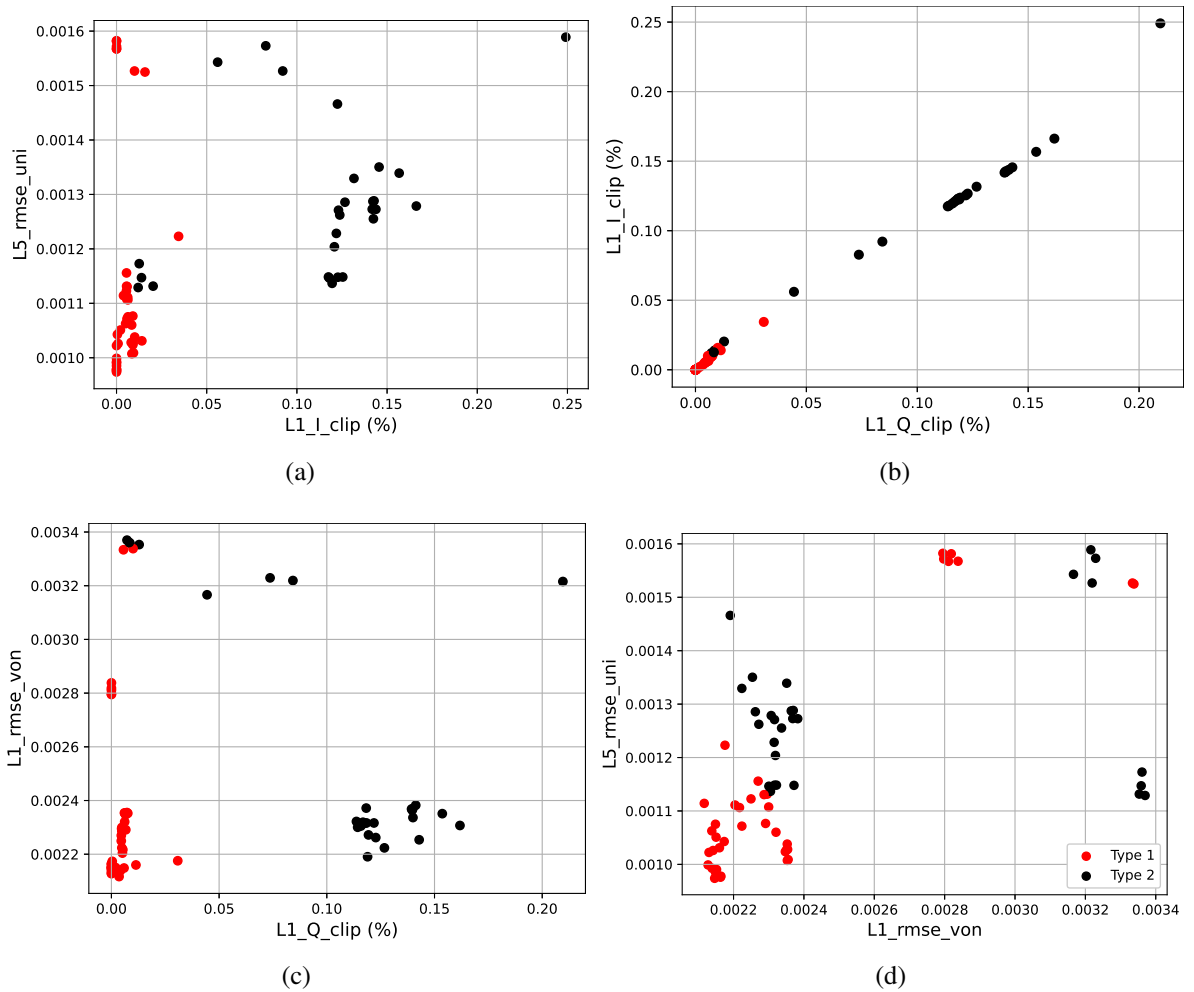 0.0016
0.0015
0.0014
0.0013
0.0012
0.0011
0.0010
L5_rmse_uni
0.00 0.05 0.10 0.15 0.20 0.25
L1_I_clip (%)
(a)
0.25
0.20
0.15
0.10
0.05
0.00
L1_I_clip (%)
0.00 0.05 0.10 0.15 0.20
L1_Q_clip (%)
(b)
0.0034
0.0032
0.0030
0.0028
0.0026
0.0024
0.0022
L1_rmse_von
0.00 0.05 0.10 0.15 0.20
L1_Q_clip (%)
(c)
0.0016
0.0015
0.0014
0.0013
0.0012
0.0011
0.0010
L5_rmse_uni
Type 1
Type 2
0.0022 0.0024 0.0026 0.0028 0.0030 0.0032 0.0034
L1_rmse_von
(d)